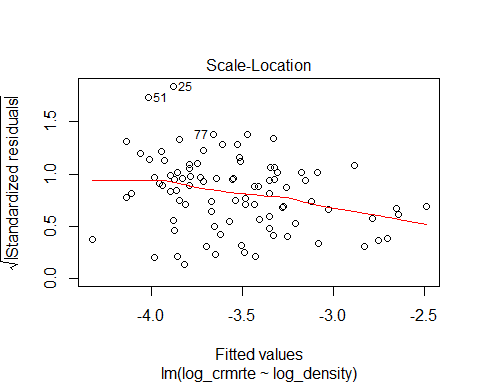 Scale-Location
√|Standardized residuals|
1.5
1.0
0.5
0.0
25
51
77
-4.0 -3.5 -3.0 -2.5
Fitted values
lm(log_crmrte ~ log_density)